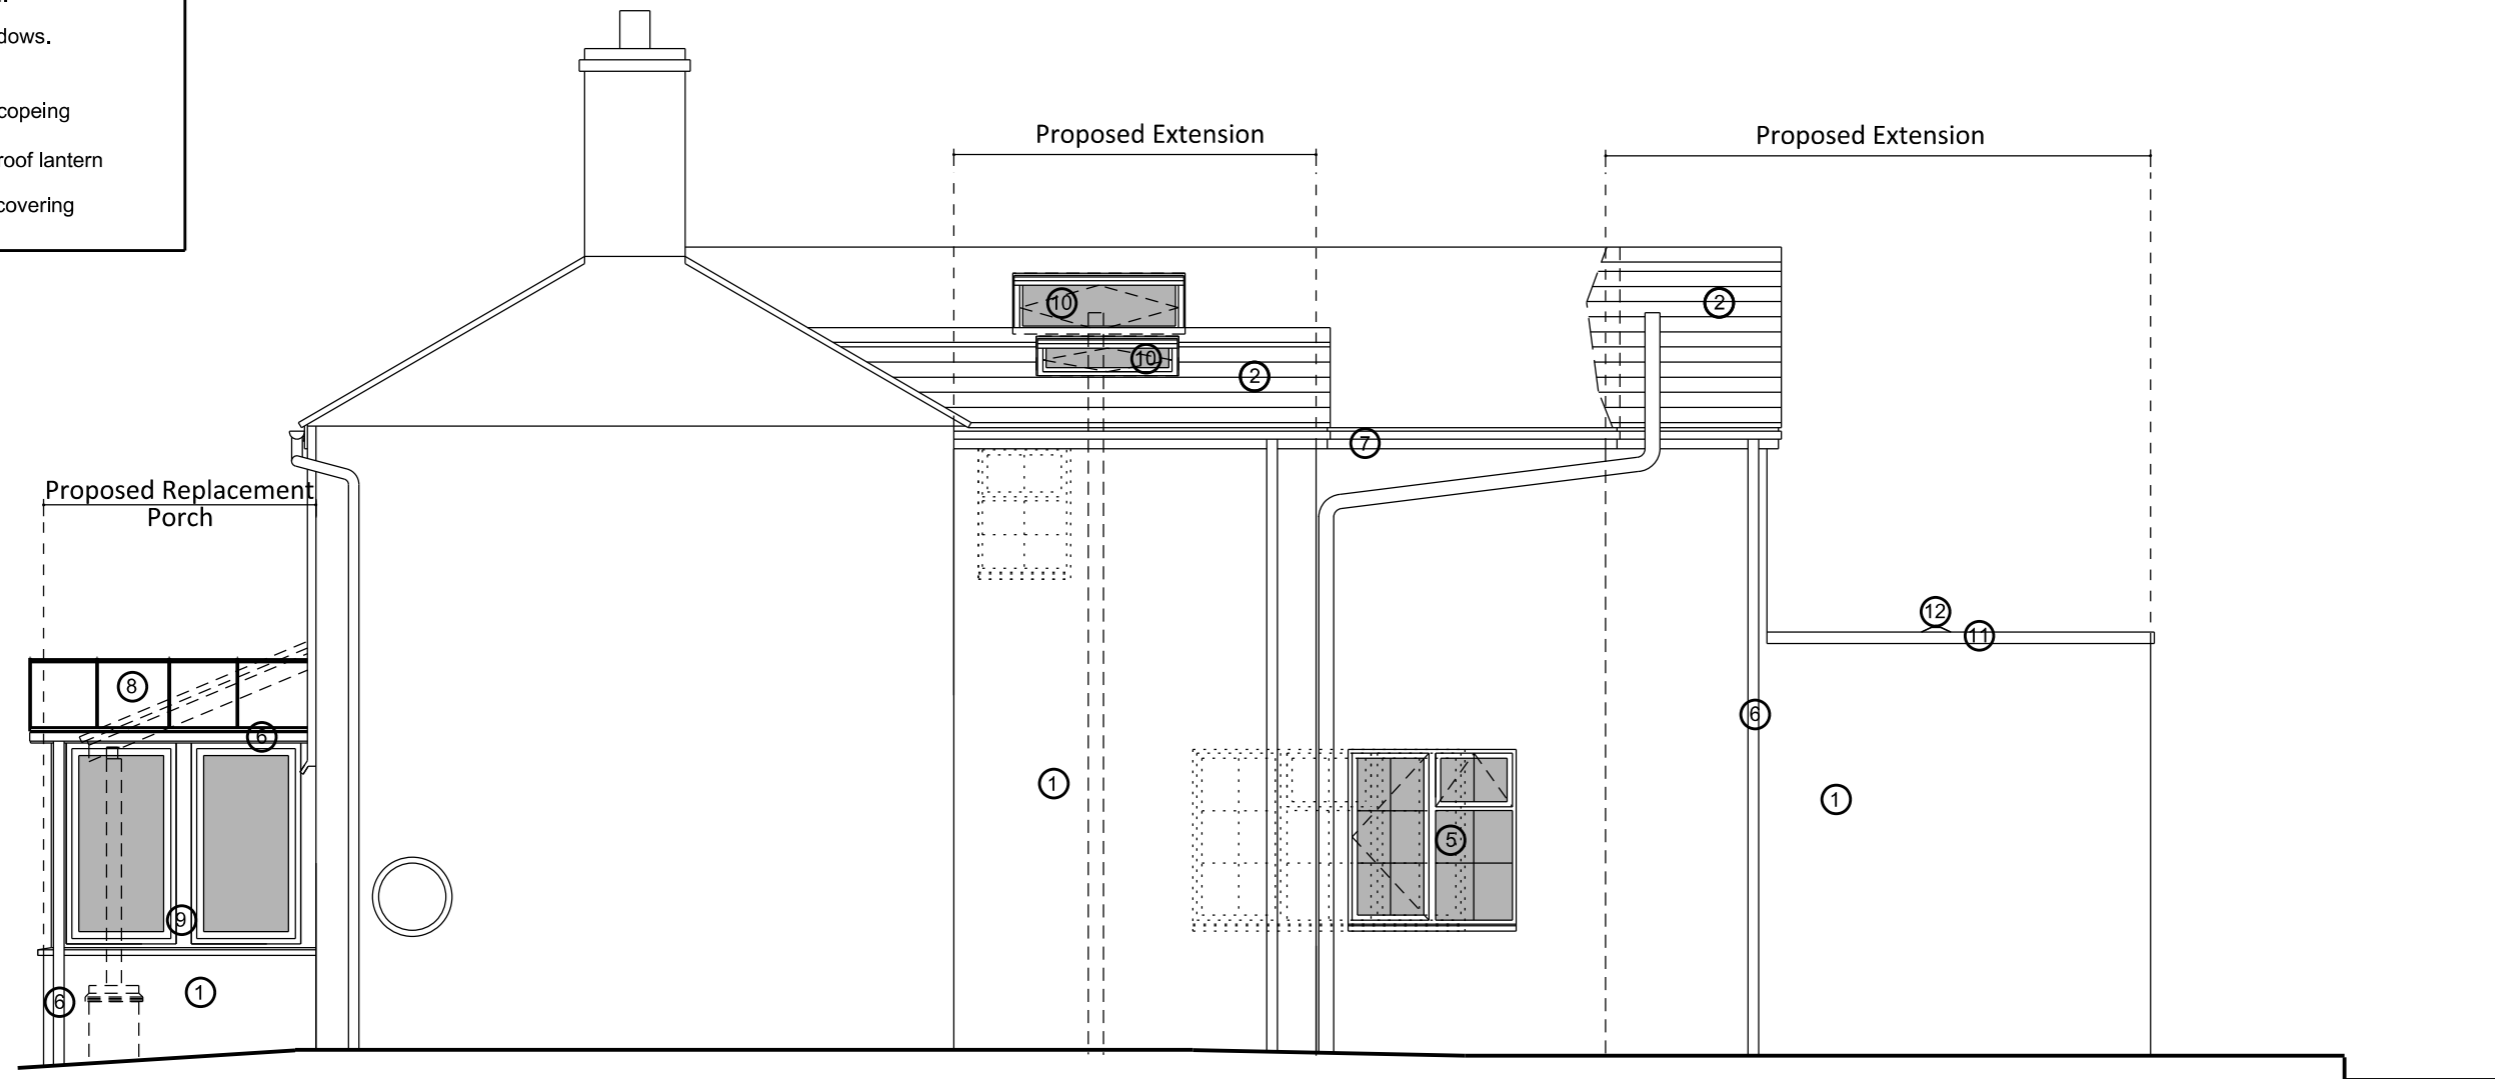 dows.
copeing
roof lantern
covering
Proposed Extension
Proposed Extension
10
2
10
2
7
Proposed Replacement
Porch
12
11
8
6
6
1
1
5
9
1
6